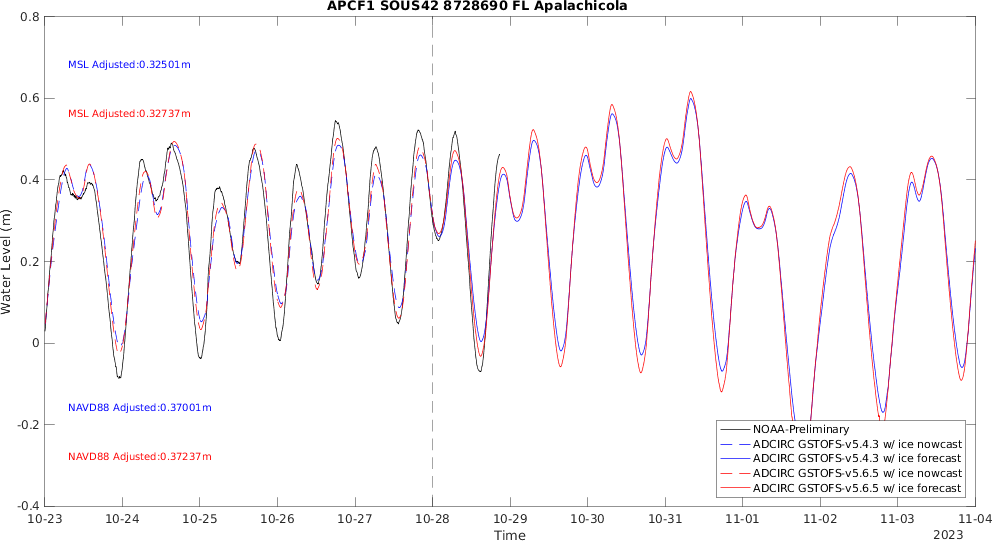 APCF1 SOUS42 8728690 FL Apalachicola
0.8
0.6
0.4
0.2
0
-0.2
-0.4
Water Level (m)
MSL Adjusted:0.32501m
MSL Adjusted:0.32737m
NAVD88 Adjusted:0.37001m
NAVD88 Adjusted:0.37237m
NOAA-Preliminary
ADCIRC GSTOFS-v5.4.3 w/ ice nowcast
ADCIRC GSTOFS-v5.4.3 w/ ice forecast
ADCIRC GSTOFS-v5.6.5 w/ ice nowcast
ADCIRC GSTOFS-v5.6.5 w/ ice forecast
10-23 10-24 10-25 10-26 10-27 10-28 10-29 10-30 10-31 11-01 11-02 11-03 11-04
Time
2023